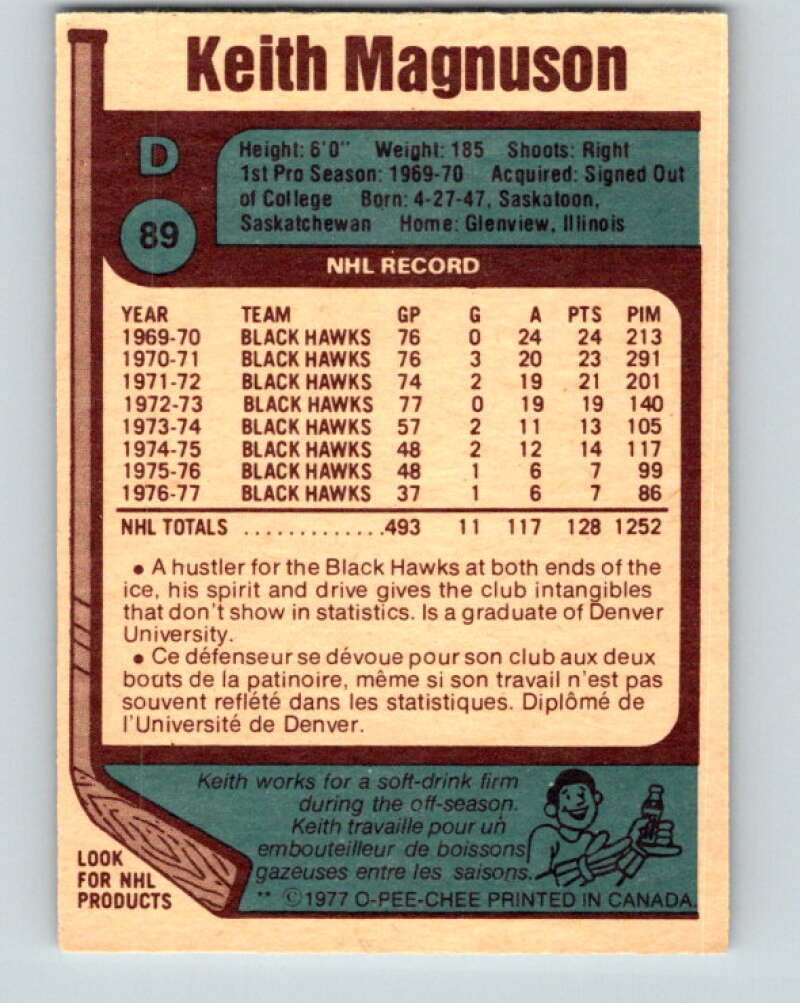 Keith Magnuson
D
89
Height: 6'0" Weight: 185 Shoots: Right
1st Pro Season: 1969-70 Acquired: Signed Out
of College Born: 4-27-47, Saskatoon,
Saskatchewan Home: Glenview, Illinois
NHL RECORD
YEAR TEAM GP G A PTS PIM
1969-70 BLACK HAWKS 76 0 24 24 213
1970-71 BLACK HAWKS 76 3 20 23 291
1971-72 BLACK HAWKS 74 2 19 21 201
1972-73 BLACK HAWKS 77 0 19 19 140
1973-74 BLACK HAWKS 57 2 11 13 105
1974-75 BLACK HAWKS 48 2 12 14 117
1975-76 BLACK HAWKS 48 1 6 7 99
1976-77 BLACK HAWKS 37 1 6 7 86
NHL TOTALS .............493 11 117 128 1252
• A hustler for the Black Hawks at both ends of the
ice, his spirit and drive gives the club intangibles
that don't show in statistics. Is a graduate of Denver
University.
• Ce défenseur se dévoue pour son club aux deux
bouts de la patinoire, même si son travail n'est pas
souvent reflété dans les statistiques. Diplômé de
l'Université de Denver.
Keith works for a soft-drink firm
during the off-season.
Keith travaille pour un
embouteilleur de boissons
gazeuses entre les saisons.
LOOK
FOR NHL
PRODUCTS
** ©1977 O-PEE-CHEE PRINTED IN CANADA.